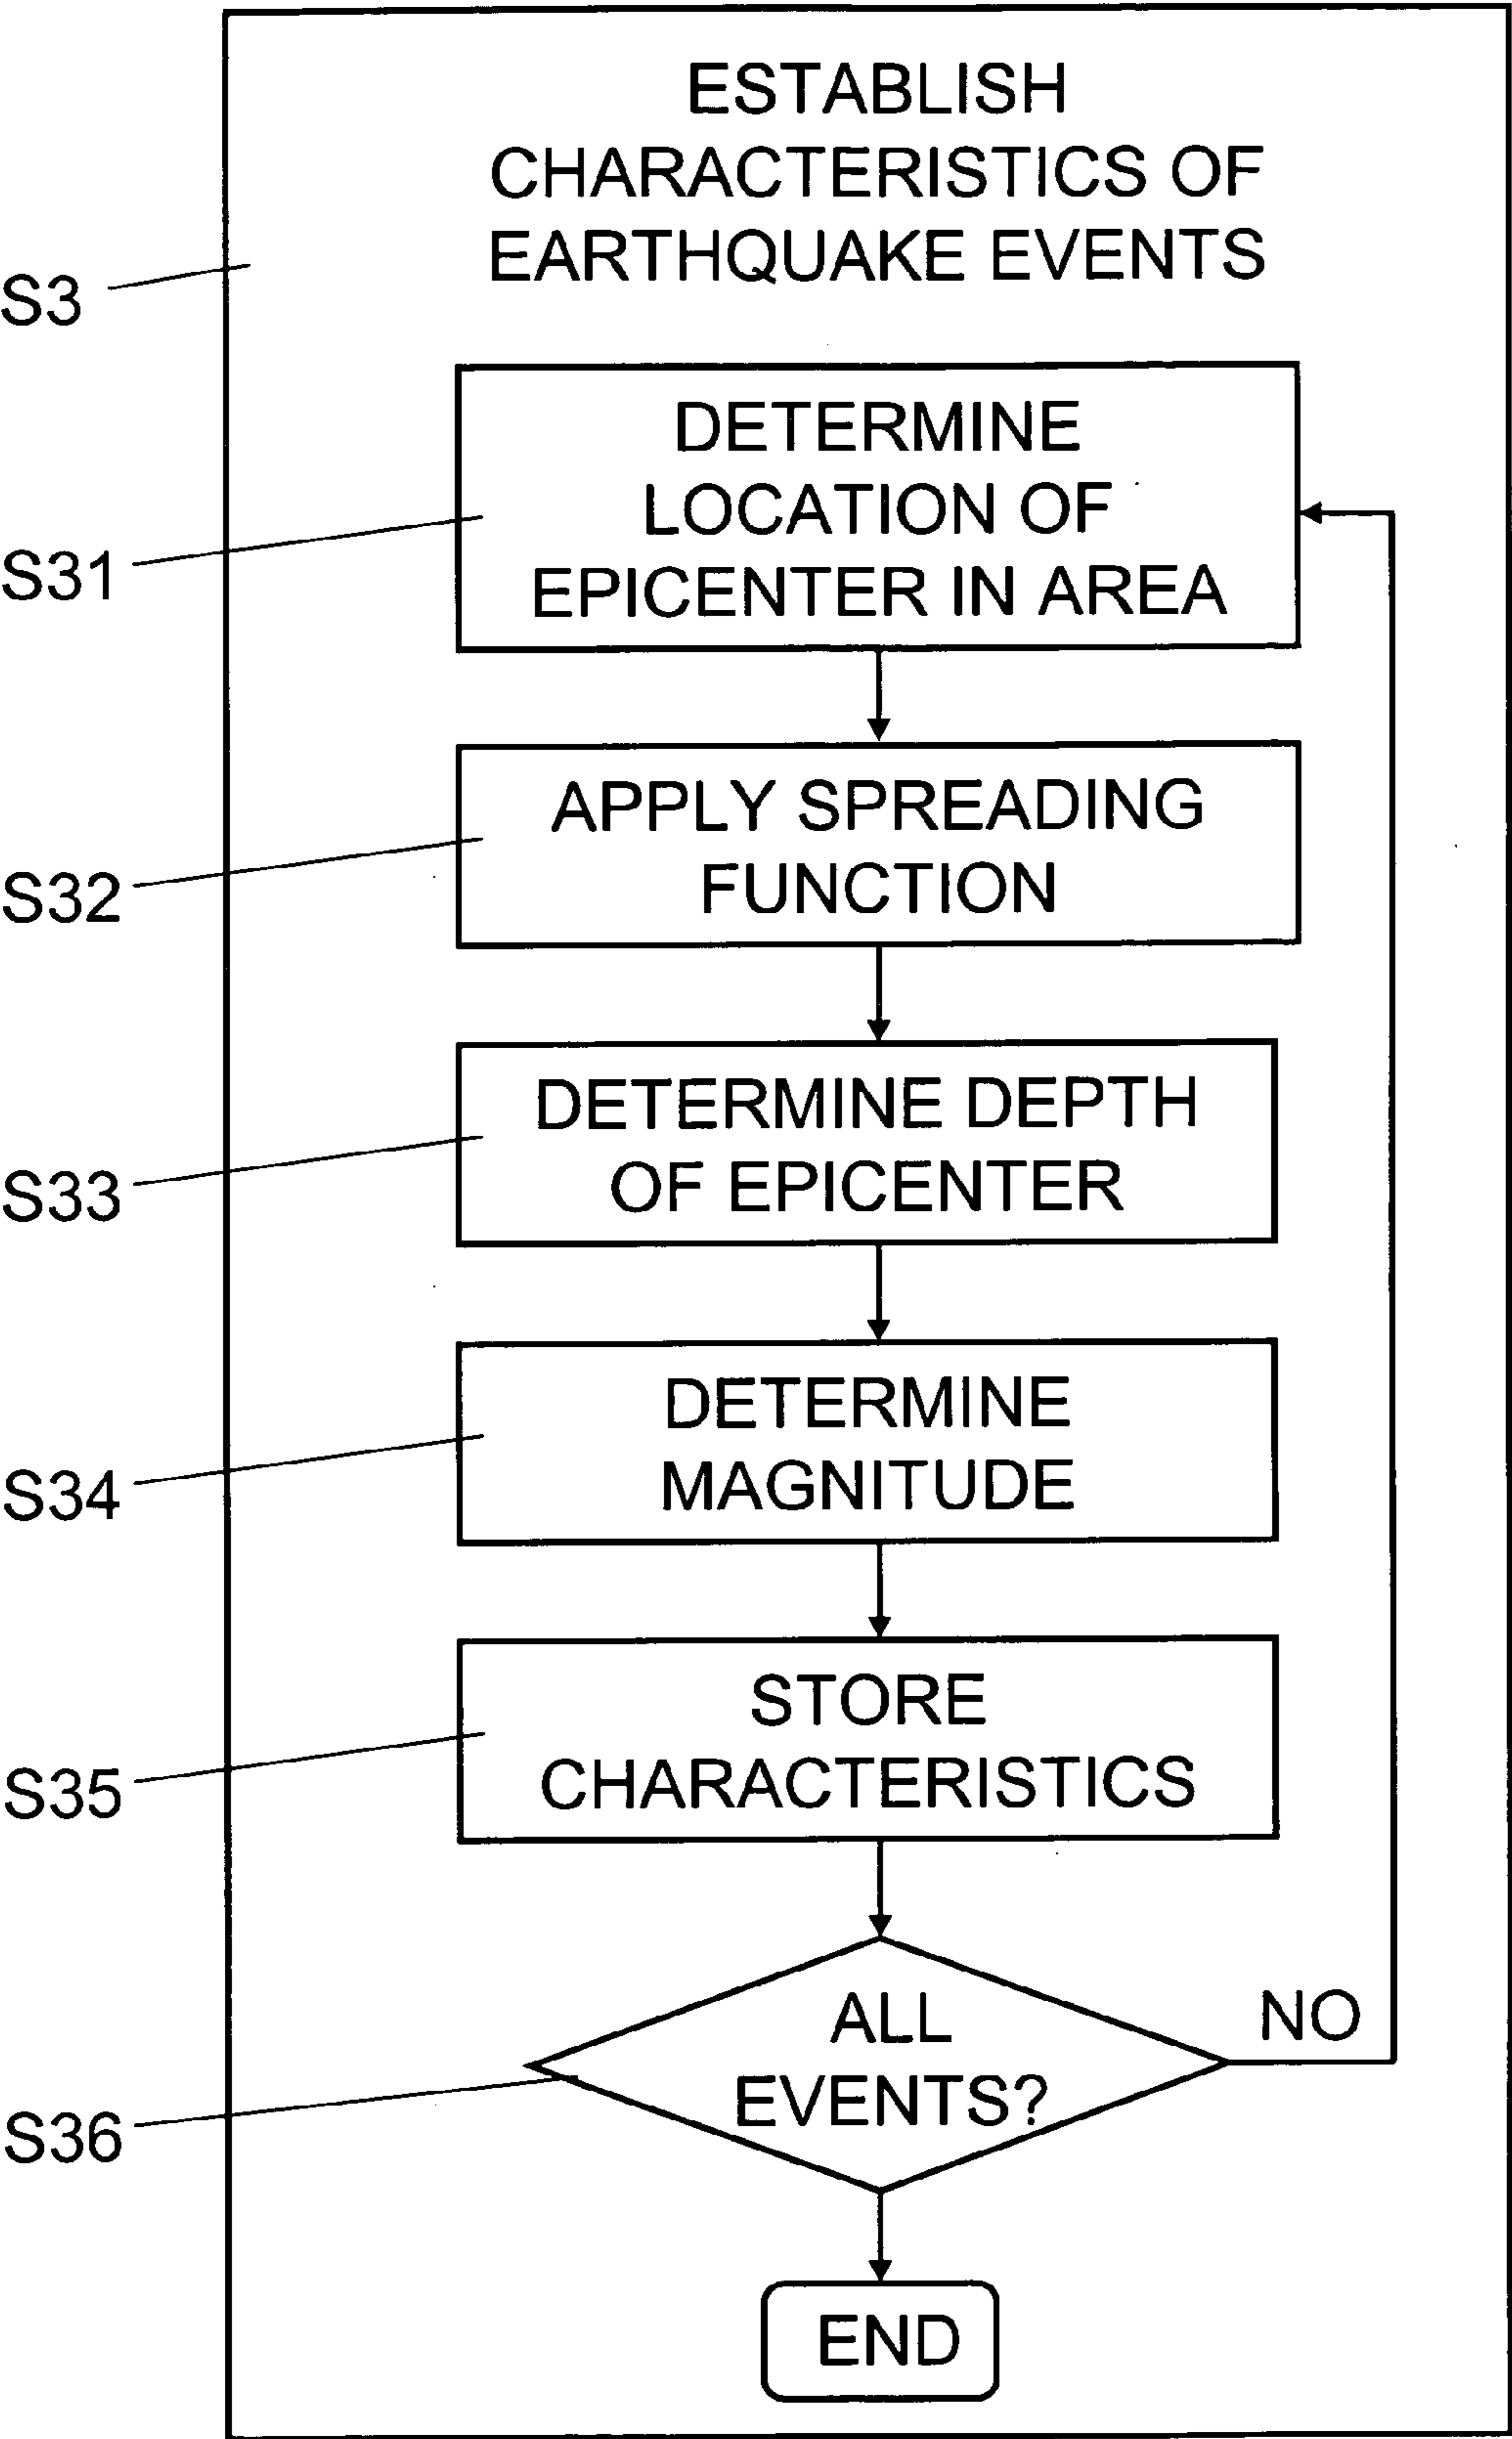 ESTABLISH
CHARACTERISTICS OF
EARTHQUAKE EVENTS
S3
DETERMINE
LOCATION OF
EPICENTER IN AREA
S31
APPLY SPREADING
FUNCTION
S32
DETERMINE DEPTH
OF EPICENTER
S33
DETERMINE
MAGNITUDE
S34
STORE
CHARACTERISTICS
S35
ALL
EVENTS?
NO
S36
END